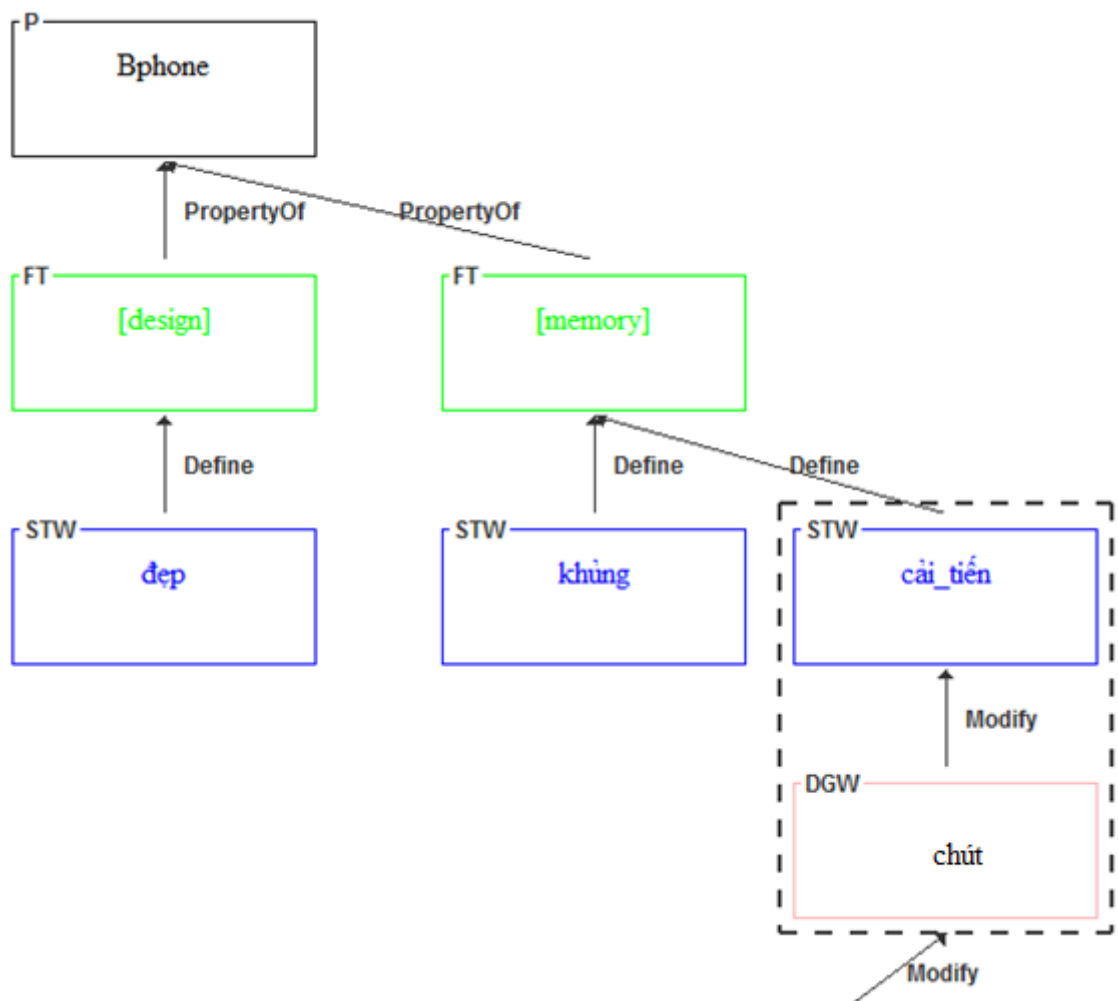 P
Bphone
PropertyOf PropertyOf
FT FT
[design] [memory]
Define Define Define
STW STW STW
đẹp khủng cải_tiến
Modify
DGW
chút
Modify